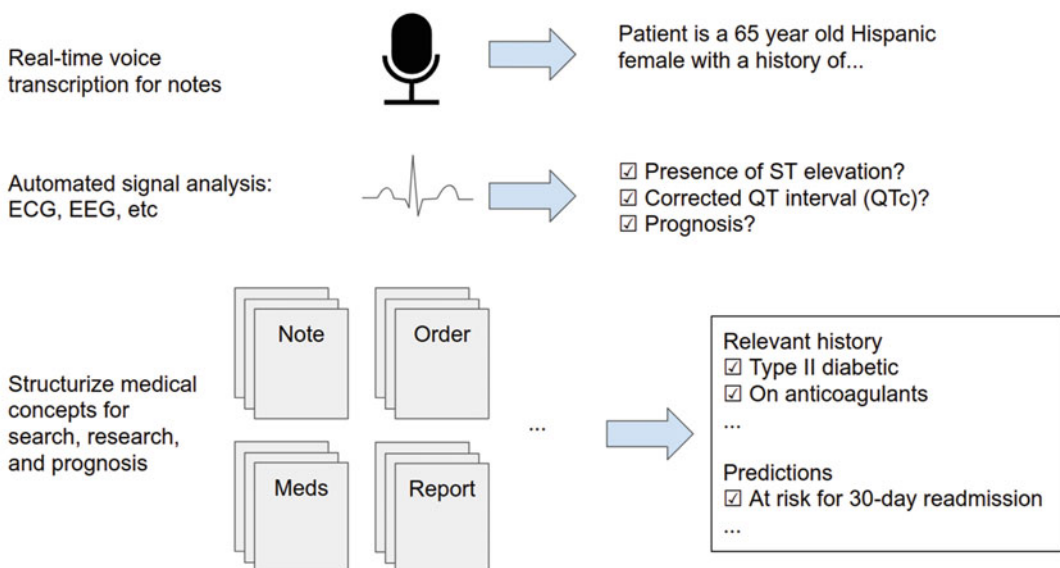 Real-time voice
transcription for notes
Patient is a 65 year old Hispanic
female with a history of...
Automated signal analysis:
ECG, EEG, etc
☑ Presence of ST elevation?
☑ Corrected QT interval (QTc)?
☑ Prognosis?
Structurize medical
concepts for
search, research,
and prognosis
Note
Order
Meds
Report
...
Relevant history
☑ Type II diabetic
☑ On anticoagulants
...
Predictions
☑ At risk for 30-day readmission
...